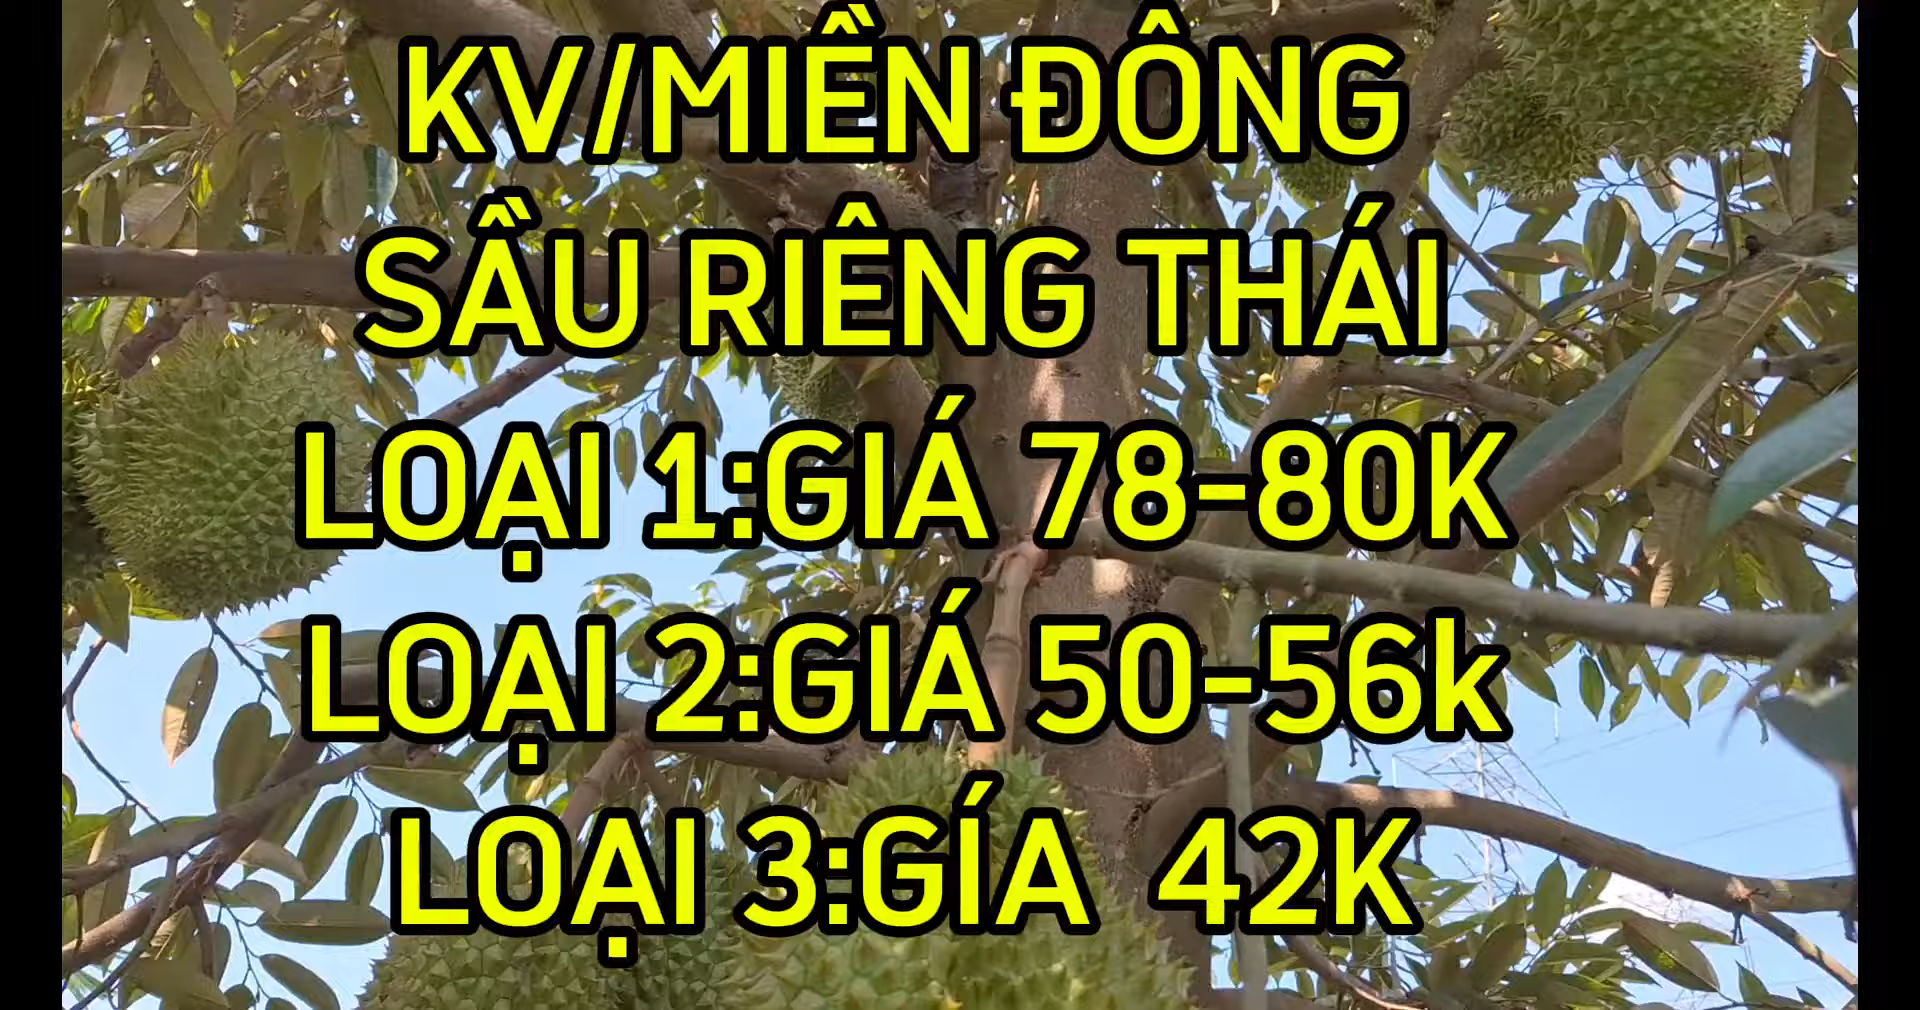 KV/MIỀN ĐÔNG
SẦU RIÊNG THÁI
LOẠI 1:GIÁ 78-80K
LOẠI 2:GIÁ 50-56k
LOẠI 3:GÍA 42K